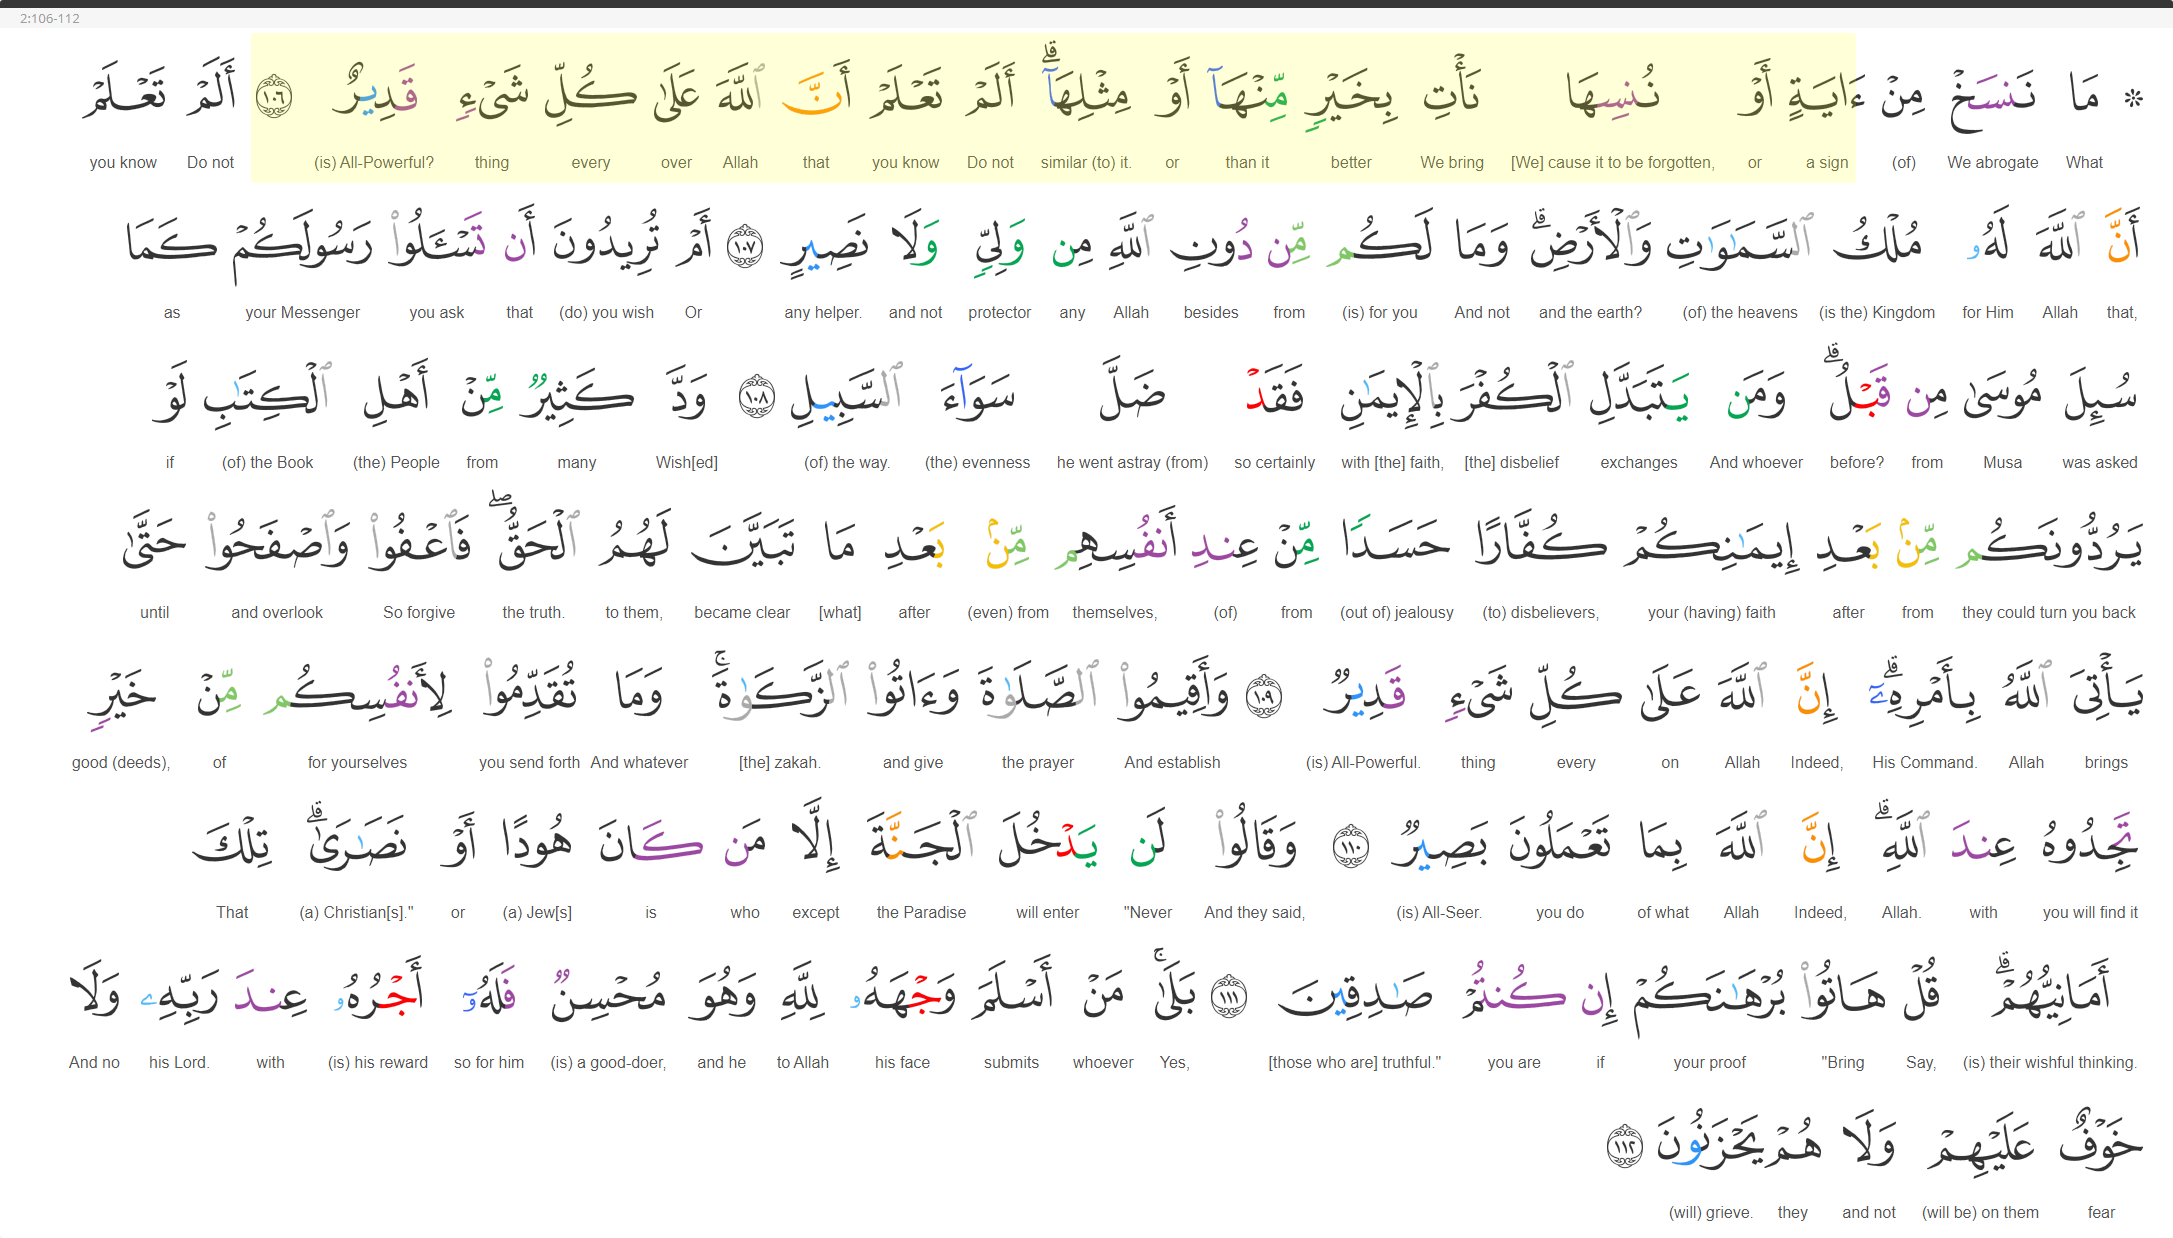 2:106-112
۞ مَا نَنسَخْ مِنْ ءَايَةٍ أَوْ نُنسِهَا نَأْتِ بِخَيْرٍ مِّنْهَآ أَوْ مِثْلِهَآ ۗ أَلَمْ تَعْلَمْ أَنَّ ٱللَّهَ عَلَىٰ كُلِّ شَىْءٍ قَدِيرٌ ١٠٦ أَلَمْ تَعْلَمْ
What We abrogate (of) a sign or [We] cause it to be forgotten, We bring better than it or similar (to) it. Do not you know that Allah over every thing (is) All-Powerful? Do not you know
أَنَّ ٱللَّهَ لَهُۥ مُلْكُ ٱلسَّمَـٰوَٰتِ وَٱلْأَرْضِ ۗ وَمَا لَكُم مِّن دُونِ ٱللَّهِ مِن وَلِىٍّ وَلَا نَصِيرٍ ١٠٧ أَمْ تُرِيدُونَ أَن تَسْـَٔلُوا۟ رَسُولَكُمْ كَمَا
that, Allah for Him (is the) Kingdom (of) the heavens and the earth? And not (is) for you from besides Allah any protector and not any helper. Or (do) you wish that you ask your Messenger as
سُئِلَ مُوسَىٰ مِن قَبْلُ ۗ وَمَن يَتَبَدَّلِ ٱلْكُفْرَ بِٱلْإِيمَـٰنِ فَقَدْ ضَلَّ سَوَآءَ ٱلسَّبِيلِ ١٠٨ وَدَّ كَثِيرٌ مِّنْ أَهْلِ ٱلْكِتَـٰبِ لَوْ
was asked Musa from before? And whoever exchanges [the] disbelief with [the] faith, so certainly he went astray (from) (the) evenness (of) the way. Wish[ed] many from (the) People (of) the Book if
يَرُدُّونَكُم مِّنۢ بَعْدِ إِيمَـٰنِكُمْ كُفَّارًا حَسَدًا مِّنْ عِندِ أَنفُسِهِم مِّنۢ بَعْدِ مَا تَبَيَّنَ لَهُمُ ٱلْحَقُّ ۖ فَٱعْفُوا۟ وَٱصْفَحُوا۟ حَتَّىٰ
they could turn you back from after your (having) faith (to) disbelievers, (out of) jealousy from (of) themselves, (even) from after [what] became clear to them, the truth. So forgive and overlook until
يَأْتِىَ ٱللَّهُ بِأَمْرِهِۦٓ ۗ إِنَّ ٱللَّهَ عَلَىٰ كُلِّ شَىْءٍ قَدِيرٌ ١٠٩ وَأَقِيمُوا۟ ٱلصَّلَوٰةَ وَءَاتُوا۟ ٱلزَّكَوٰةَ ۚ وَمَا تُقَدِّمُوا۟ لِأَنفُسِكُم مِّنْ خَيْرٍ
brings Allah His Command. Indeed, Allah on every thing (is) All-Powerful. And establish the prayer and give [the] zakah. And whatever you send forth for yourselves of good (deeds),
تَجِدُوهُ عِندَ ٱللَّهِ ۗ إِنَّ ٱللَّهَ بِمَا تَعْمَلُونَ بَصِيرٌ ١١٠ وَقَالُوا۟ لَن يَدْخُلَ ٱلْجَنَّةَ إِلَّا مَن كَانَ هُودًا أَوْ نَصَـٰرَىٰ ۗ تِلْكَ
you will find it with Allah. Indeed, Allah of what you do (is) All-Seer. And they said, "Never will enter the Paradise except who is (a) Jew[s] or (a) Christian[s]." That
أَمَانِيُّهُمْ ۗ قُلْ هَاتُوا۟ بُرْهَـٰنَكُمْ إِن كُنتُمْ صَـٰدِقِينَ ١١١ بَلَىٰ ۚ مَنْ أَسْلَمَ وَجْهَهُۥ لِلَّهِ وَهُوَ مُحْسِنٌ فَلَهُۥٓ أَجْرُهُۥ عِندَ رَبِّهِۦ وَلَا
(is) their wishful thinking. Say, "Bring your proof if you are [those who are] truthful." Yes, whoever submits his face to Allah and he (is) a good-doer, so for him (is) his reward with his Lord. And no
خَوْفٌ عَلَيْهِمْ وَلَا هُمْ يَحْزَنُونَ ١١٢
fear (will be) on them and not they (will) grieve.